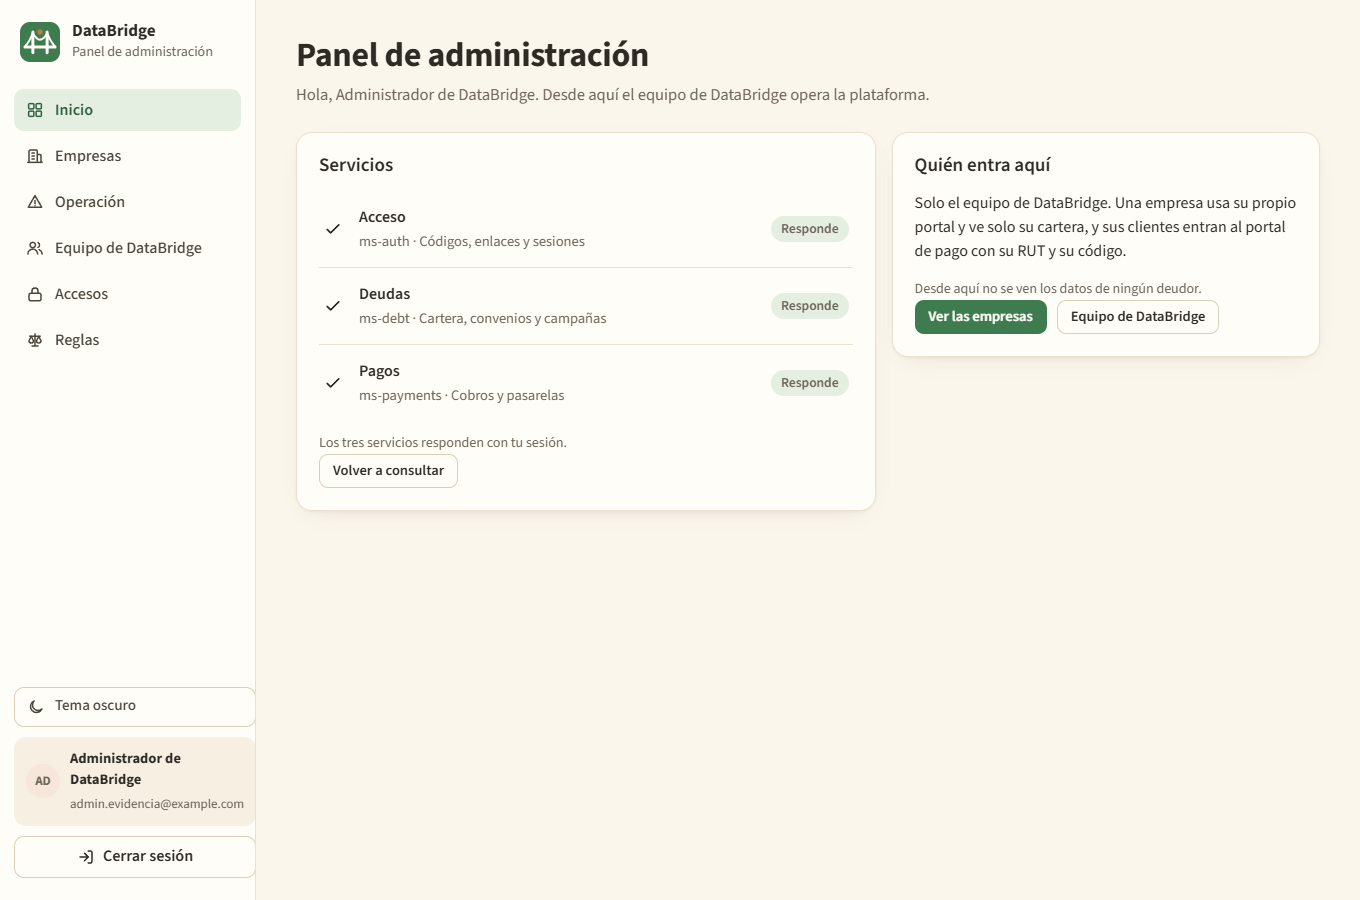 DataBridge
Panel de administración
Inicio
Empresas
Operación
Equipo de DataBridge
Accesos
Reglas
Tema oscuro
AD
Administrador de
DataBridge
admin.evidencia@example.com
Cerrar sesión
Panel de administración
Hola, Administrador de DataBridge. Desde aquí el equipo de DataBridge opera la plataforma.
Servicios
Acceso
ms-auth · Códigos, enlaces y sesiones
Responde
Deudas
ms-debt · Cartera, convenios y campañas
Responde
Pagos
ms-payments · Cobros y pasarelas
Responde
Los tres servicios responden con tu sesión.
Volver a consultar
Quién entra aquí
Solo el equipo de DataBridge. Una empresa usa su propio
portal y ve solo su cartera, y sus clientes entran al portal
de pago con su RUT y su código.
Desde aquí no se ven los datos de ningún deudor.
Ver las empresas
Equipo de DataBridge